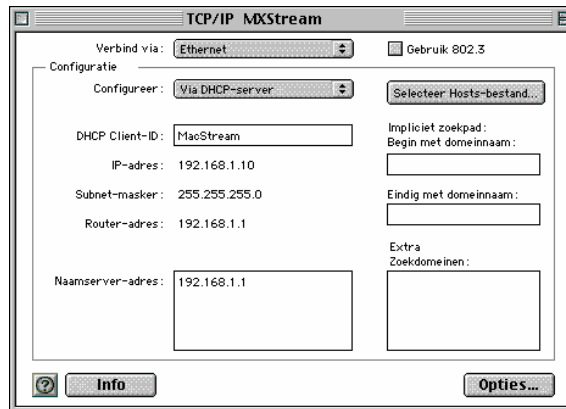 TCP/IP MXStream
Verbind via: Ethernet
Gebruik 802.3
Configuratie
Configureer: Via DHCP-server
Selecteer Hosts-bestand...
DHCP Client-ID: MacStream
IP-adres: 192.168.1.10
Subnet-masker: 255.255.255.0
Router-adres: 192.168.1.1
Naamserver-adres: 192.168.1.1
Impliciet zoekpad:
Begin met domeinnaam:
Eindig met domeinnaam:
Extra
Zoekdomeinen:
?
Info
Opties...